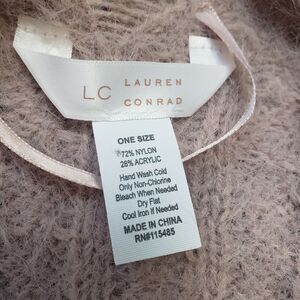 LC LAUREN
CONRAD
ONE SIZE
72% NYLON
28% ACRYLIC
Hand Wash Cold
Only Non-Chlorine
Bleach When Needed
Dry Flat
Cool Iron If Needed
MADE IN CHINA
RN#115485